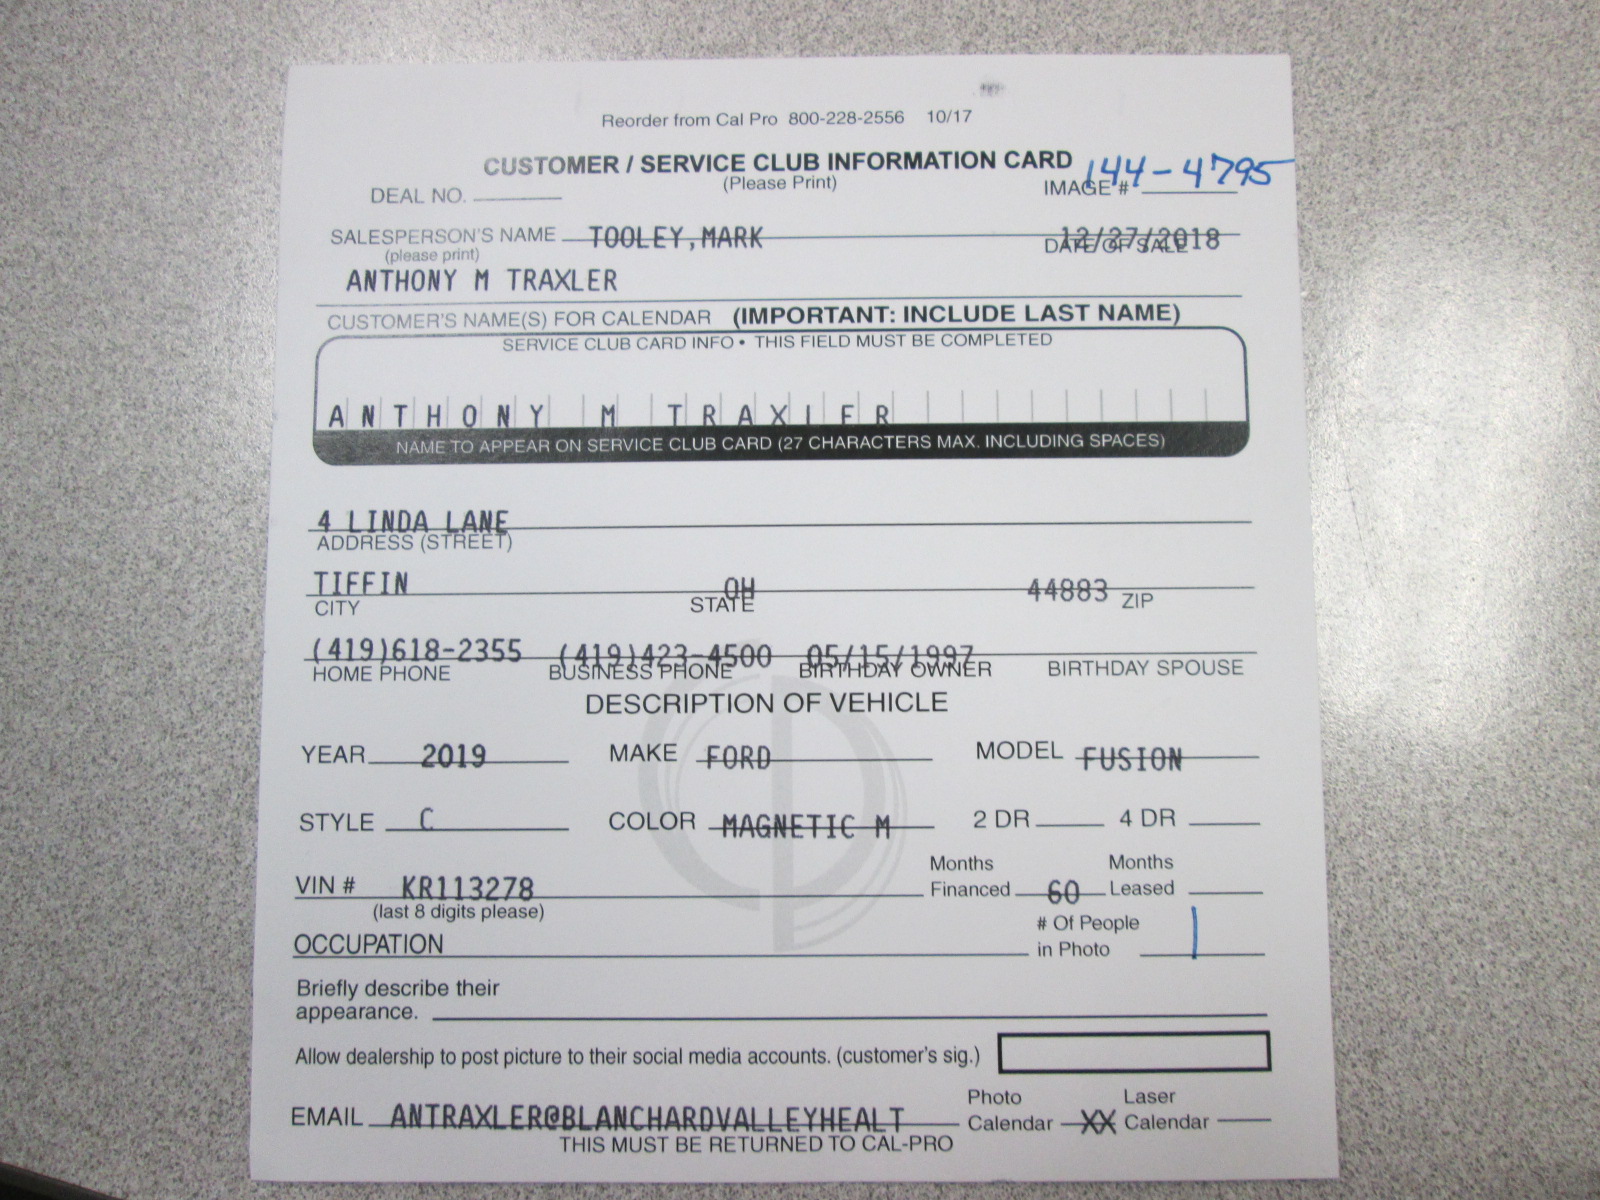 Reorder from Cal Pro 800-228-2556 10/17
CUSTOMER / SERVICE CLUB INFORMATION CARD
(Please Print)
DEAL NO.
IMAGE # 144-4795
SALESPERSON'S NAME TOOLEY,MARK
(please print)
DATE OF SALE 12/27/2018
ANTHONY M TRAXLER
CUSTOMER'S NAME(S) FOR CALENDAR (IMPORTANT: INCLUDE LAST NAME)
SERVICE CLUB CARD INFO • THIS FIELD MUST BE COMPLETED
ANTHONY M TRAXLER
NAME TO APPEAR ON SERVICE CLUB CARD (27 CHARACTERS MAX. INCLUDING SPACES)
4 LINDA LANE
ADDRESS (STREET)
TIFFIN OH 44883
CITY STATE ZIP
(419)618-2355 (419)423-4500 05/15/1997
HOME PHONE BUSINESS PHONE BIRTHDAY OWNER BIRTHDAY SPOUSE
DESCRIPTION OF VEHICLE
YEAR 2019 MAKE FORD MODEL FUSION
STYLE C COLOR MAGNETIC M 2 DR 4 DR
VIN # KR113278 Months Financed 60 Months Leased
(last 8 digits please)
OCCUPATION # Of People in Photo 1
Briefly describe their
appearance.
Allow dealership to post picture to their social media accounts. (customer's sig.)
EMAIL ANTRAXLER@BLANCHARDVALLEYHEALT Photo Calendar XX Laser Calendar
THIS MUST BE RETURNED TO CAL-PRO